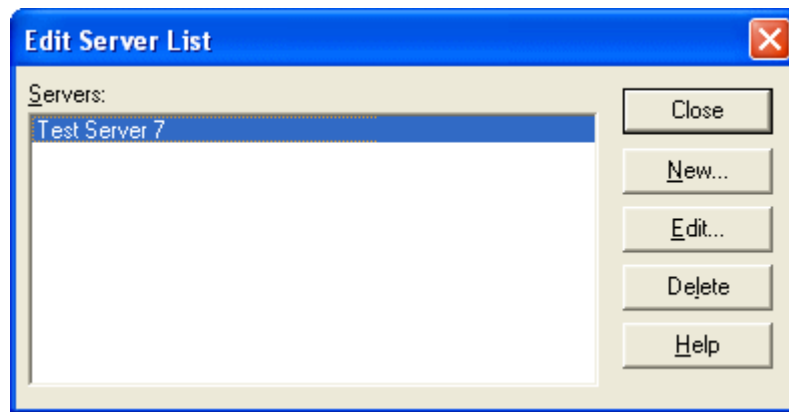 Edit Server List
Servers:
Test Server 7
Close
New...
Edit...
Delete
Help